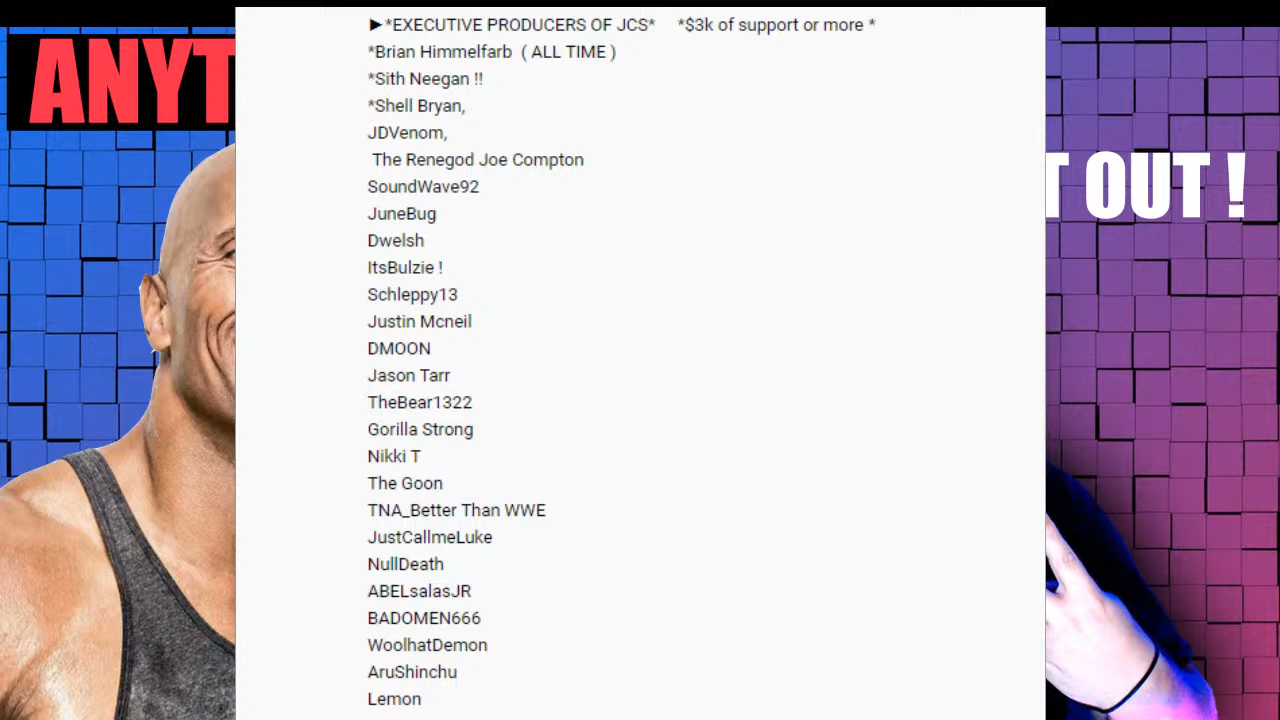 ►*EXECUTIVE PRODUCERS OF JCS* *$3k of support or more *
*Brian Himmelfarb ( ALL TIME )
*Sith Neegan !!
*Shell Bryan,
JDVenom,
The Renegod Joe Compton
SoundWave92
JuneBug
Dwelsh
ItsBulzie !
Schleppy13
Justin Mcneil
DMOON
Jason Tarr
TheBear1322
Gorilla Strong
Nikki T
The Goon
TNA_Better Than WWE
JustCallmeLuke
NullDeath
ABELsalasJR
BADOMEN666
WoolhatDemon
AruShinchu
Lemon
ANYT
OUT !